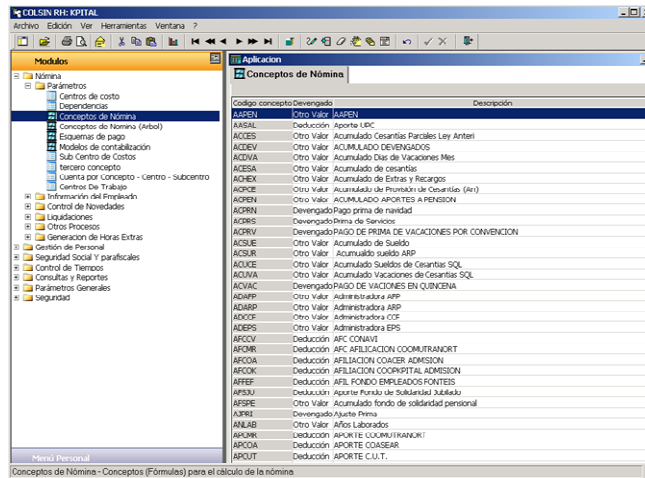 COLSIN RH: KPITAL
Archivo Edición Ver Herramientas Ventana ?
Modulos
Nómina
Parámetros
Centros de costo
Dependencias
Conceptos de Nómina
Conceptos de Nomina (Arbol)
Esquemas de pago
Modelos de contabilización
Sub Centro de Costos
tercero concepto
Cuenta por Concepto - Centro - Subcentro
Centros De Trabajo
Información del Empleado
Control de Novedades
Liquidaciones
Otros Procesos
Generacion de Horas Extras
Gestión de Personal
Seguridad Social Y parafiscales
Control de Tiempos
Consultas y Reportes
Parámetros Generales
Seguridad
Menú Personal
Aplicacion
Conceptos de Nómina
Codigo concepto Devengado Descripción
AAPEN Otro Valor AAPEN
AASAL Deducción Aporte UPC
ACCES Otro Valor Acumulado Cesantías Parciales Ley Anteri
ACDEV Otro Valor ACUMULADO DEVENGADOS
ACDVA Otro Valor Acumulado Dias de Vacaciones Mes
ACESA Otro Valor Acumulado de cesantías
ACHEX Otro Valor Acumulado de Extras y Recargos
ACPCE Otro Valor Acumulado de Provisión de Cesantías (An)
ACPEN Otro Valor ACUMULADO APORTES A PENSION
ACPRN Devengado Pago prima de navidad
ACPRS Devengado Prima de Servicios
ACPRV Devengado PAGO DE PRIMA DE VACACIONES POR CONVENCION
ACSUE Otro Valor Acumulado de Sueldo
ACSUR Otro Valor Acumualdo sueldo ARP
ACUCE Otro Valor Acumulado Sueldos de Cesantias SQL
ACUVA Otro Valor Acumulado Vacaciones de Cesantias SQL
ACVAC Devengado PAGO DE VACIONES EN QUINCENA
ADAFP Otro Valor Administradora AFP
ADARP Otro Valor Administradora ARP
ADCCF Otro Valor Administradora CCF
ADEPS Otro Valor Administradora EPS
AFCCV Deducción AFC CONAVI
AFCMR Deducción AFC AFILICACION COOMUTRANORT
AFCOA Deducción AFILIACION COACER ADMISION
AFCOK Deducción AFILIACION COOPKPITAL ADMISION
AFFEF Deducción AFIL FONDO EMPLEADOS FONTEIS
AFSJU Deducción Aporte Fondo de Solidaridad Jubilado
AFSPE Otro Valor Acumulado fondo de solidaridad pensional
AJPRI Devengado Ajuste Prima
ANLAB Otro Valor Años Laborados
APCMR Deducción APORTE COOMUTRANORT
APCOA Deducción APORTE COASEAR
APCUT Deducción APORTE C.U.T.
Conceptos de Nómina - Conceptos (Fórmulas) para el cálculo de la nómina